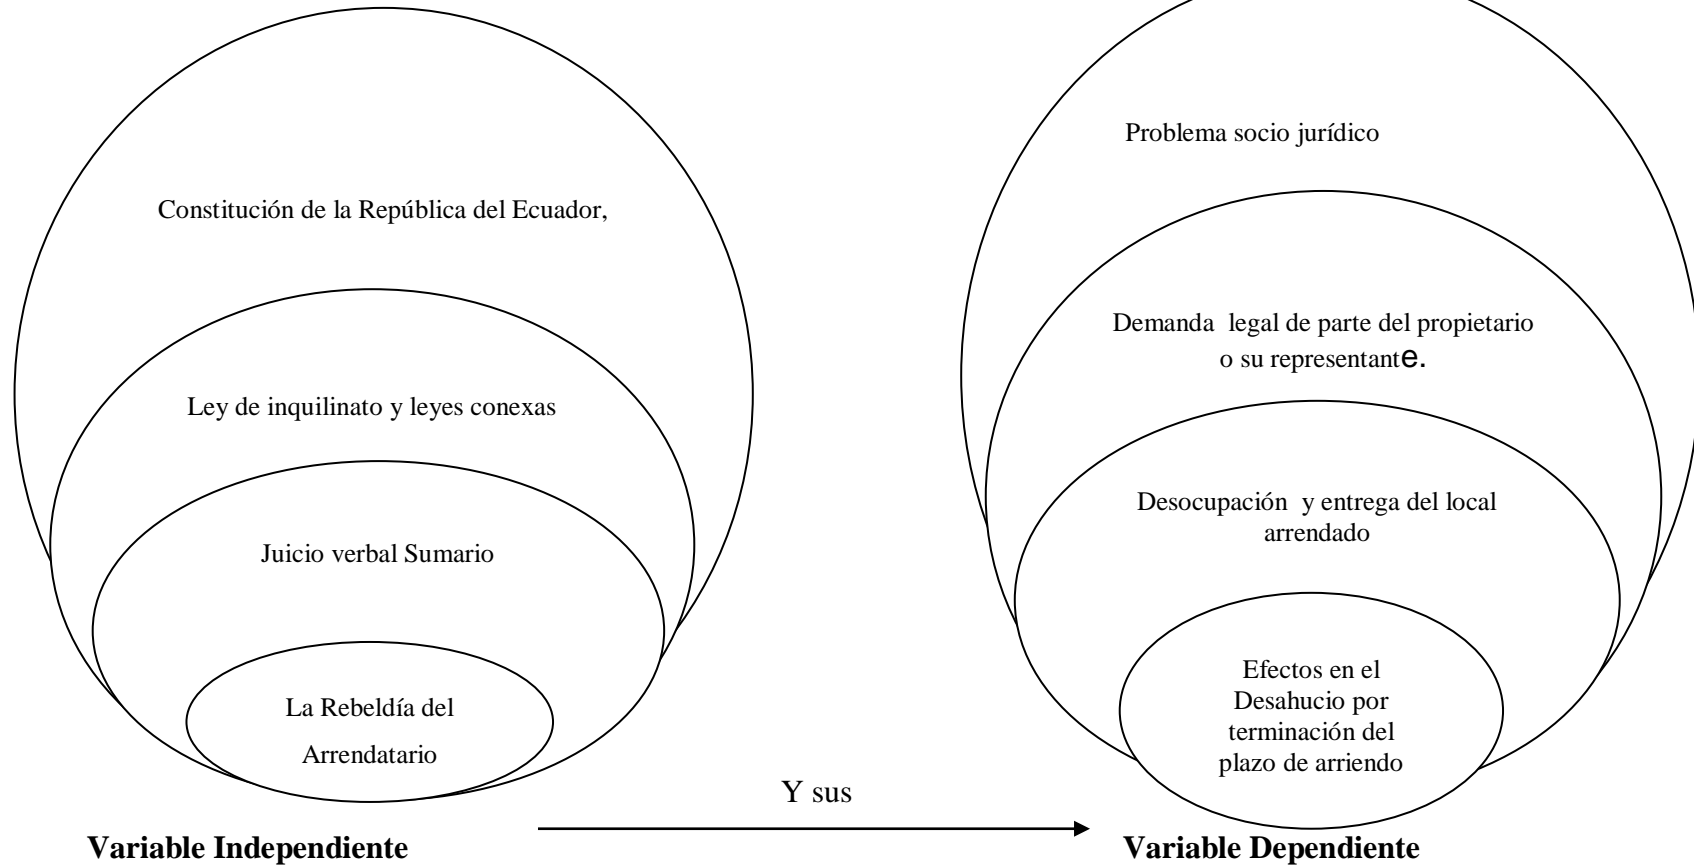 Constitución de la República del Ecuador,
Ley de inquilinato y leyes conexas
Juicio verbal Sumario
La Rebeldía del
Arrendatario
Variable Independiente
Y sus
Problema socio jurídico
Demanda legal de parte del propietario
o su representante.
Desocupación y entrega del local
arrendado
Efectos en el
Desahucio por
terminación del
plazo de arriendo
Variable Dependiente